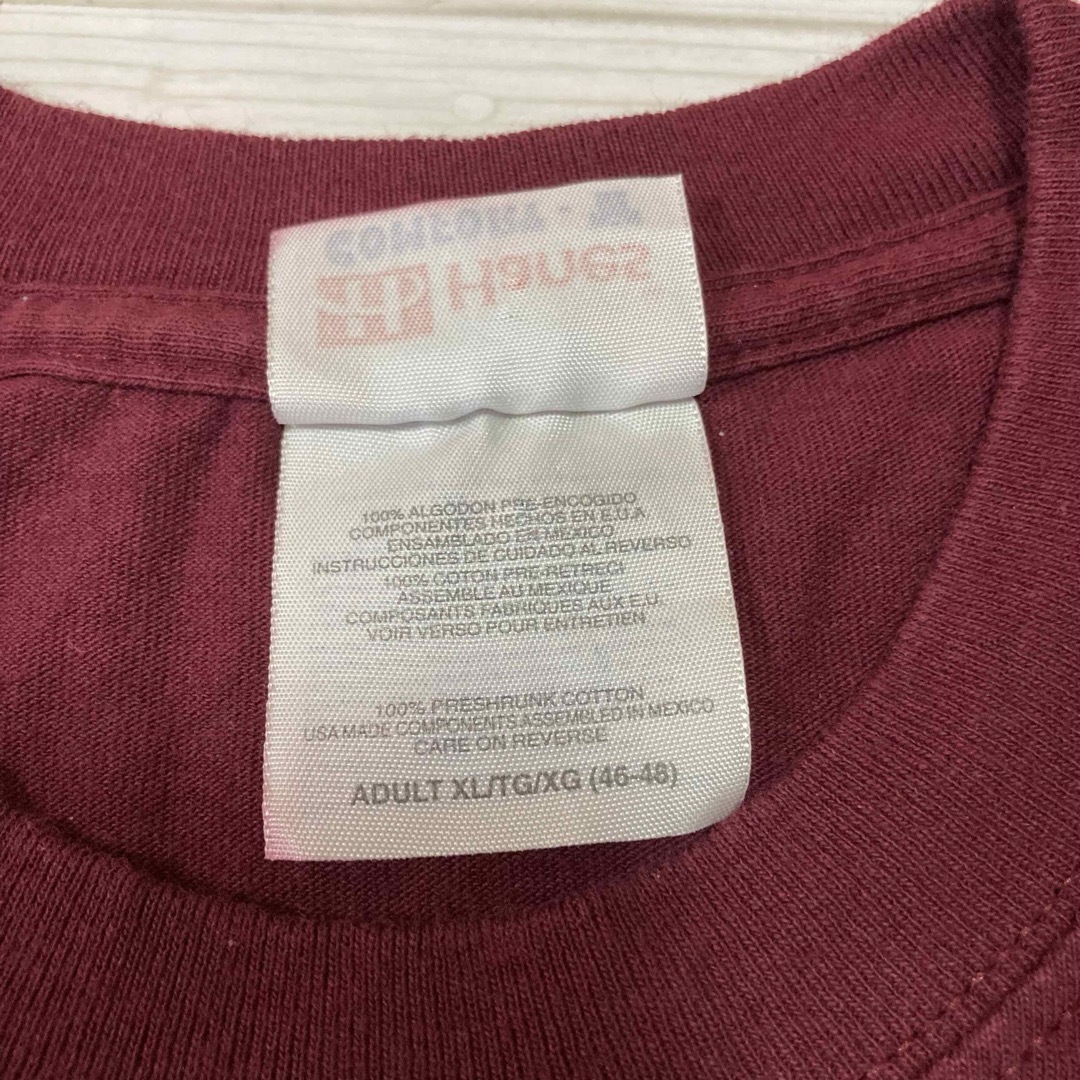 COMFORT -
Hanes
100% ALGODON PRE-ENCOGIDO
COMPONENTES HECHOS EN E.U.A
ENSAMBLADO EN MEXICO
INSTRUCCIONES DE CUIDADO AL REVERSO
100% COTON PRE-RETRECI
ASSEMBLE AU MEXIQUE
COMPOSANTS FABRIQUES AUX E.U.
VOIR VERSO POUR ENTRETIEN
100% PRESHRUNK COTTON
USA MADE COMPONENTS ASSEMBLED IN MEXICO
CARE ON REVERSE
ADULT XL/TG/XG (46-48)